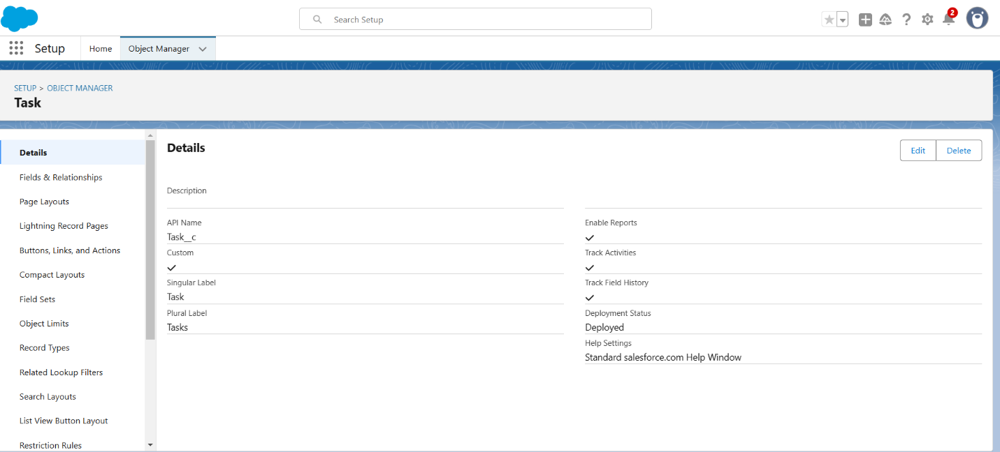 Search Setup
2
Setup
Home
Object Manager
SETUP > OBJECT MANAGER
Task
Details
Fields & Relationships
Page Layouts
Lightning Record Pages
Buttons, Links, and Actions
Compact Layouts
Field Sets
Object Limits
Record Types
Related Lookup Filters
Search Layouts
List View Button Layout
Restriction Rules
Details
Edit
Delete
Description
API Name
Task__c
Custom
Singular Label
Task
Plural Label
Tasks
Enable Reports
Track Activities
Track Field History
Deployment Status
Deployed
Help Settings
Standard salesforce.com Help Window